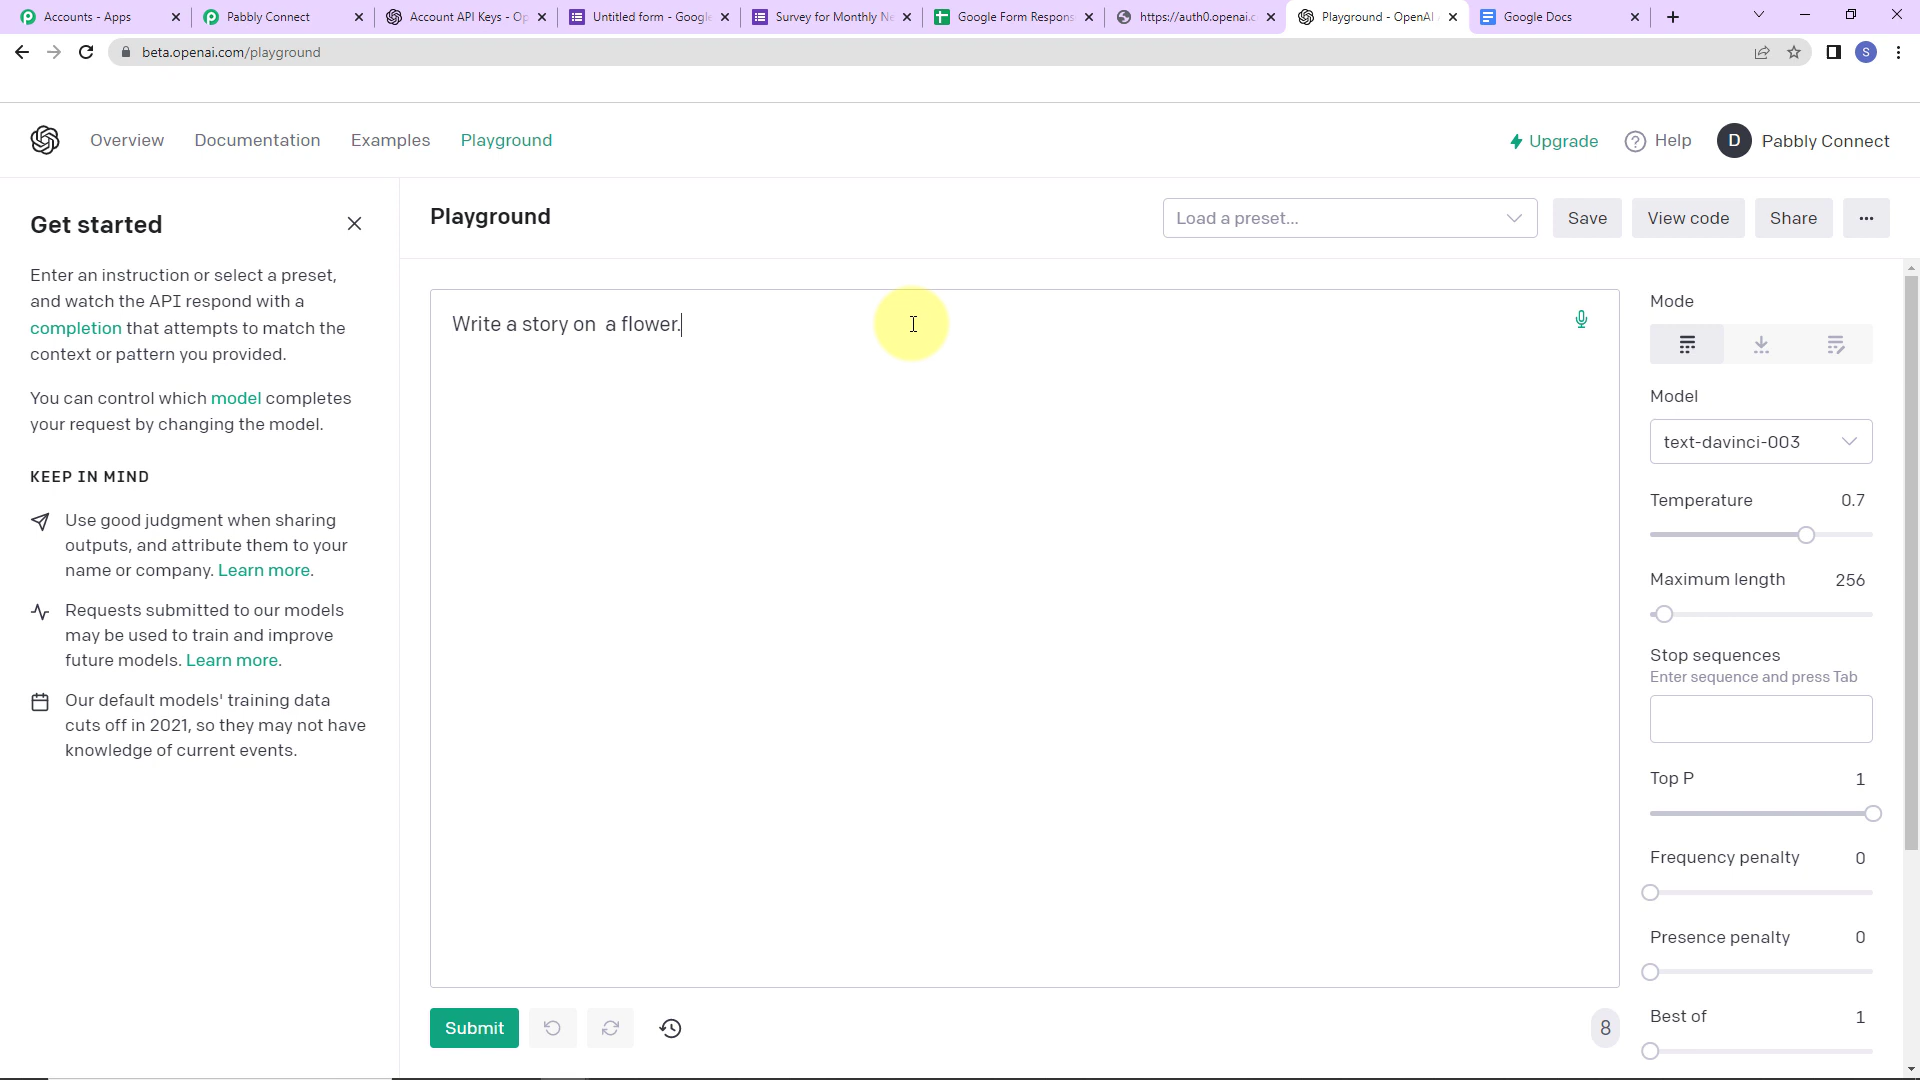 Accounts - Apps
Pabbly Connect
Account API Keys - Op
Untitled form - Google
Survey for Monthly Ne
Google Form Respons
https://auth0.openai.c
Playground - OpenAI A
Google Docs
beta.openai.com/playground
S
Overview
Documentation
Examples
Playground
Upgrade
? Help
D
Pabbly Connect
Get started
Enter an instruction or select a preset,
and watch the API respond with a
completion that attempts to match the
context or pattern you provided.
You can control which model completes
your request by changing the model.
KEEP IN MIND
Use good judgment when sharing
outputs, and attribute them to your
name or company. Learn more.
Requests submitted to our models
may be used to train and improve
future models. Learn more.
Our default models' training data
cuts off in 2021, so they may not have
knowledge of current events.
Playground
Load a preset...
Save
View code
Share
...
Write a story on  a flower.
Submit
8
Mode
Model
text-davinci-003
Temperature 0.7
Maximum length 256
Stop sequences
Enter sequence and press Tab
Top P 1
Frequency penalty 0
Presence penalty 0
Best of 1